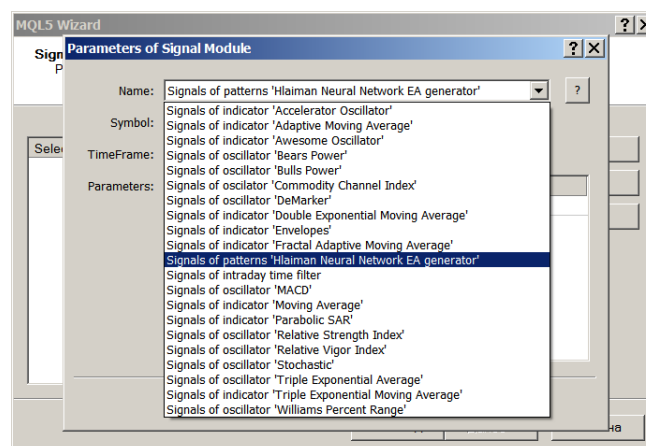 MQL5 Wizard
Sign
P
Parameters of Signal Module
Name:
Signals of patterns 'Hlaiman Neural Network EA generator'
?
Symbol:
TimeFrame:
Parameters:
Selec
Signals of indicator 'Accelerator Oscillator'
Signals of indicator 'Adaptive Moving Average'
Signals of indicator 'Awesome Oscillator'
Signals of oscillator 'Bears Power'
Signals of oscillator 'Bulls Power'
Signals of oscilator 'Commodity Channel Index'
Signals of oscillator 'DeMarker'
Signals of indicator 'Double Exponential Moving Average'
Signals of indicator 'Envelopes'
Signals of indicator 'Fractal Adaptive Moving Average'
Signals of patterns 'Hlaiman Neural Network EA generator'
Signals of intraday time filter
Signals of oscillator 'MACD'
Signals of indicator 'Moving Average'
Signals of indicator 'Parabolic SAR'
Signals of oscillator 'Relative Strength Index'
Signals of oscillator 'Relative Vigor Index'
Signals of oscillator 'Stochastic'
Signals of oscillator 'Triple Exponential Average'
Signals of indicator 'Triple Exponential Moving Average'
Signals of oscillator 'Williams Percent Range'
на